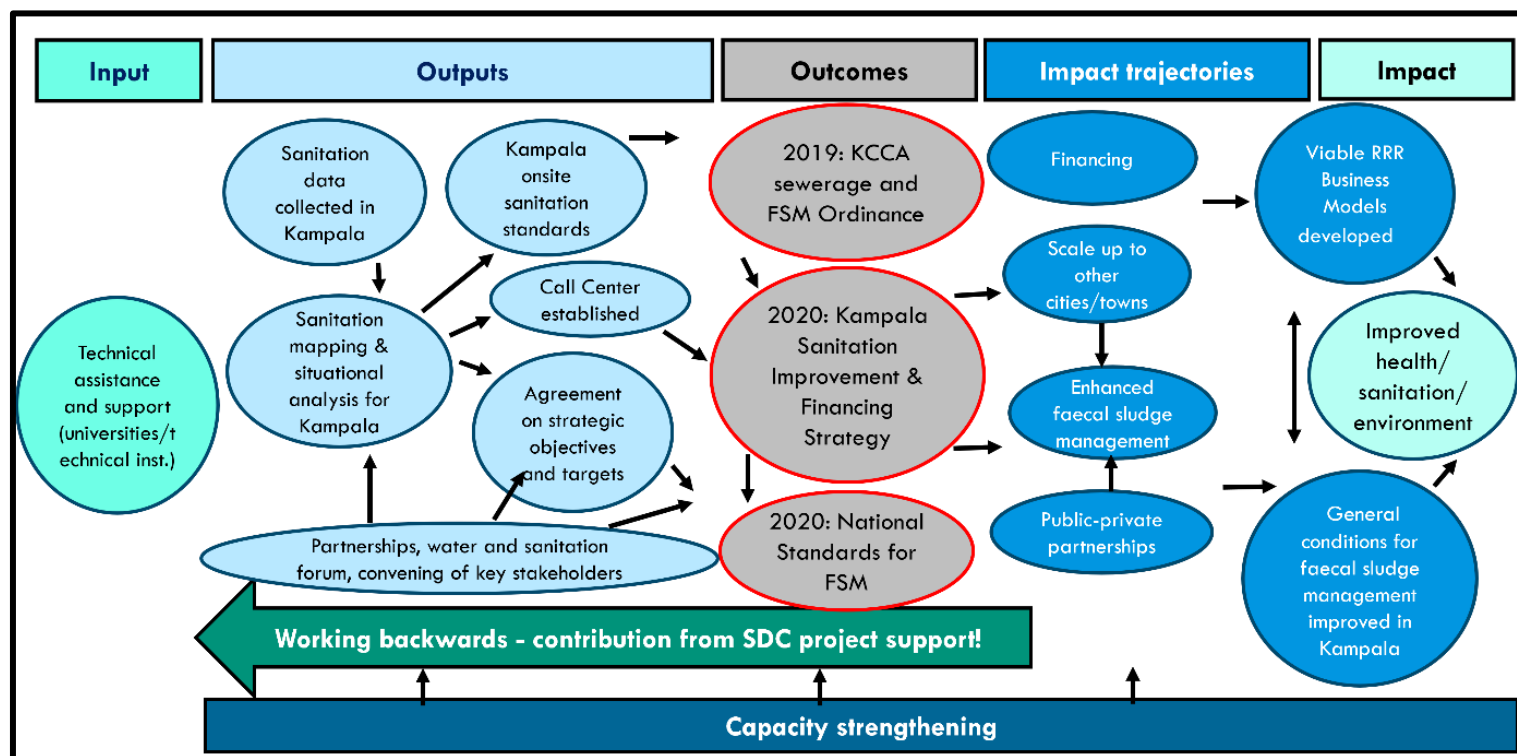 Input
Outputs
Outcomes
Impact trajectories
Impact
Technical
assistance
and support
(universities/t
echnical inst.)
Sanitation
data
collected in
Kampala
Kampala
onsite
sanitation
standards
Call Center
established
Sanitation
mapping &
situational
analysis for
Kampala
Agreement
on strategic
objectives
and targets
Partnerships, water and sanitation
forum, convening of key stakeholders
2019: KCCA
sewerage and
FSM Ordinance
2020: Kampala
Sanitation
Improvement &
Financing
Strategy
2020: National
Standards for
FSM
Financing
Scale up to
other
cities/towns
Enhanced
faecal sludge
management
Public-private
partnerships
Viable RRR
Business
Models
developed
Improved
health/
sanitation/
environment
General
conditions for
faecal sludge
management
improved in
Kampala
Working backwards - contribution from SDC project support!
Capacity strengthening